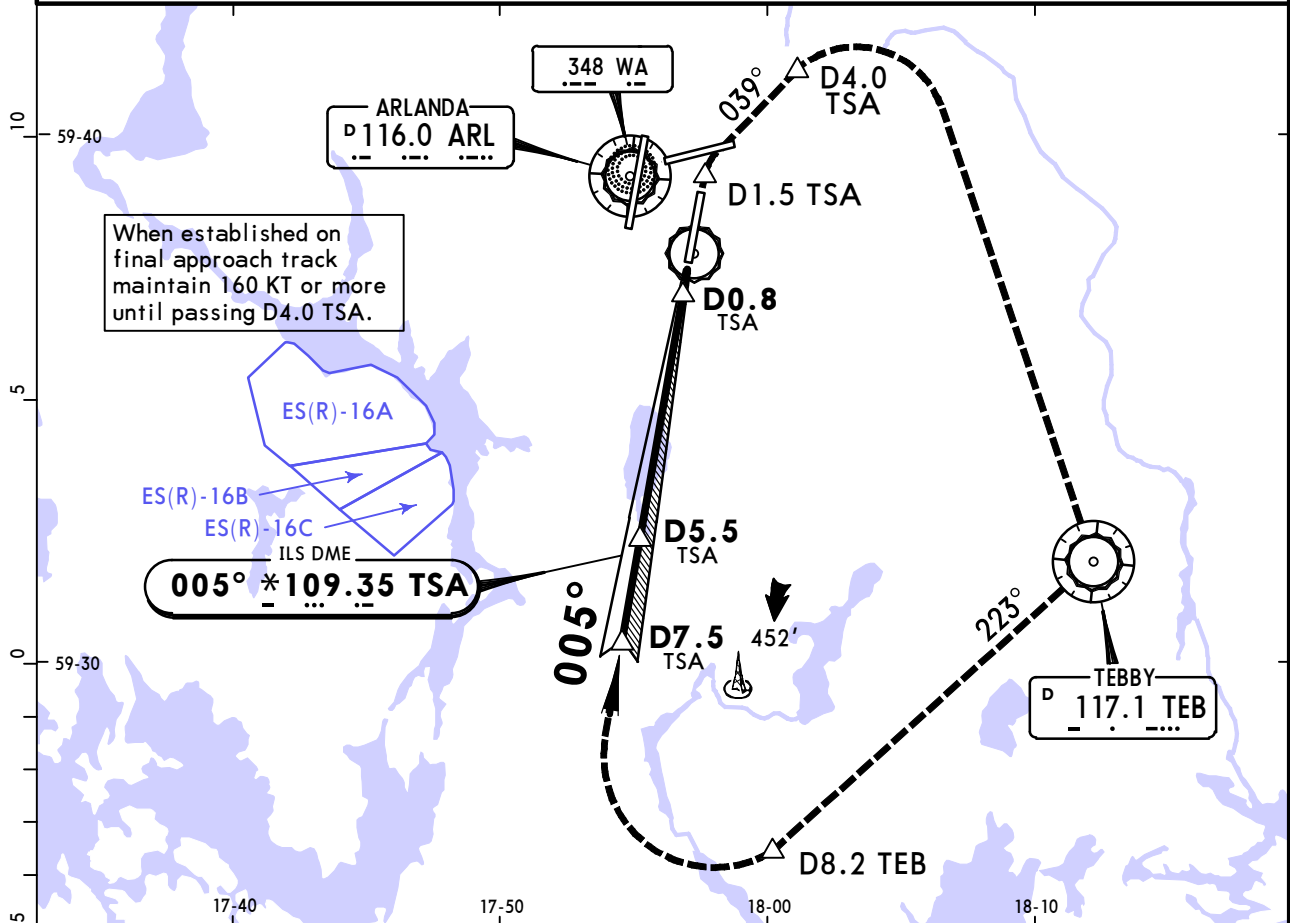 348 WA
ARLANDA
D 116.0 ARL
039°
D4.0
TSA
10
59-40
D1.5 TSA
When established on
final approach track
maintain 160 KT or more
until passing D4.0 TSA.
D0.8
TSA
5
ES(R)-16A
ES(R)-16B
ES(R)-16C
ILS DME
005° *109.35 TSA
D5.5
TSA
005°
D7.5
TSA
452'
223°
0
59-30
TEBBY
D 117.1 TEB
D8.2 TEB
5
17-40
17-50
18-00
18-10